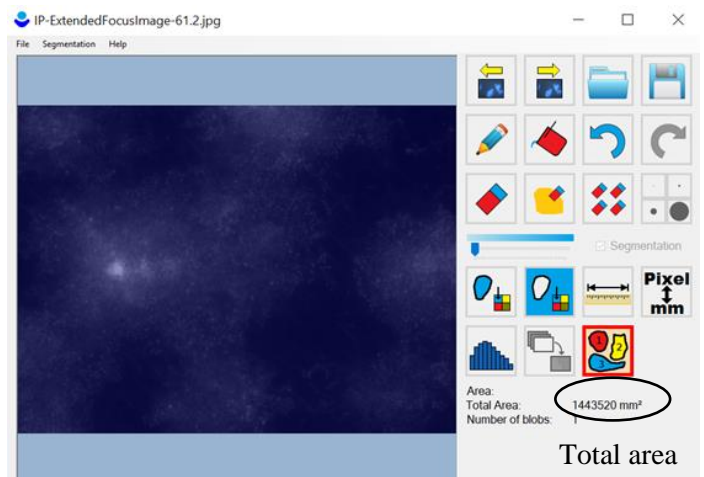 IP-ExtendedFocusImage-61.2.jpg
File Segmentation Help
Segmentation
Pixel
mm
1
2
3
Area:
Total Area: 1443520 mm²
Number of blobs: 1
Total area